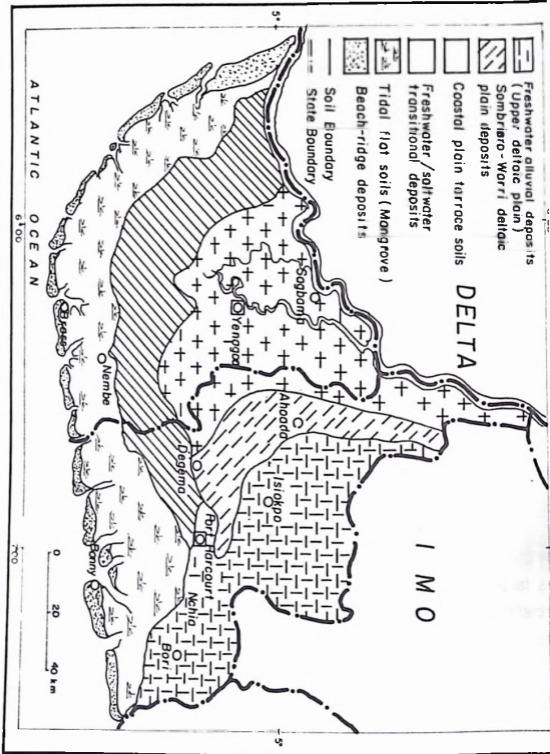 Freshwater alluvial deposits
(Upper deltaic plain)
Sombriero-Warri deltaic
plain deposits
Coastal plain terrace soils
Freshwater/saltwater
transitional deposits
Tidal flat soils (Mangrove)
Beach-ridge deposits
Soil Boundary
State Boundary
DELTA
IMO
Sagbama
Yenagoa
Ahoada
Isiokpo
Degema
Port Harcourt
Nchia
Bori
Nembe
Brass
Bonny
ATLANTIC OCEAN
5°
6°00
7°00
5°
0 20 40 km